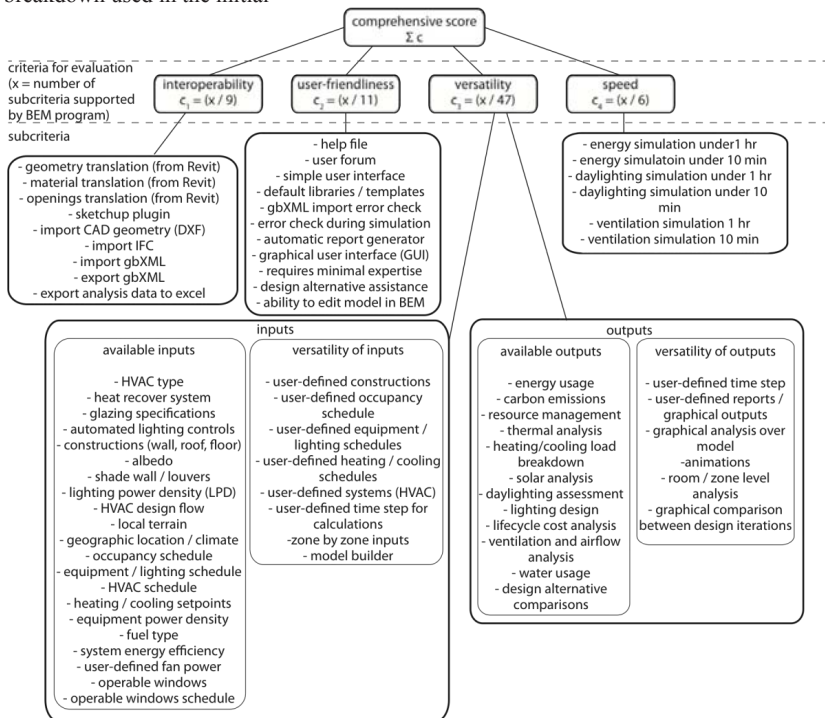 breakdown used in the initial
comprehensive score
Σ c
criteria for evaluation
(x = number of
subcriteria supported
by BEM program)
interoperability
c₁ = (x / 9)
user-friendliness
c₂ = (x / 11)
versatility
c₃ = (x / 47)
speed
c₄ = (x / 6)
subcriteria
- geometry translation (from Revit)
- material translation (from Revit)
- openings translation (from Revit)
- sketchup plugin
- import CAD geometry (DXF)
- import IFC
- import gbXML
- export gbXML
- export analysis data to excel
- help file
- user forum
- simple user interface
- default libraries / templates
- gbXML import error check
- error check during simulation
- automatic report generator
- graphical user interface (GUI)
- requires minimal expertise
- design alternative assistance
- ability to edit model in BEM
- energy simulation under1 hr
- energy simulatoin under 10 min
- daylighting simulation under 1 hr
- daylighting simulation under 10
min
- ventilation simulation 1 hr
- ventilation simulation 10 min
inputs
available inputs
- HVAC type
- heat recover system
- glazing specifications
- automated lighting controls
- constructions (wall, roof, floor)
- albedo
- shade wall / louvers
- lighting power density (LPD)
- HVAC design flow
- local terrain
- geographic location / climate
- occupancy schedule
- equipment / lighting schedule
- HVAC schedule
- heating / cooling setpoints
- equipment power density
- fuel type
- system energy efficiency
- user-defined fan power
- operable windows
- operable windows schedule
versatility of inputs
- user-defined constructions
- user-defined occupancy
schedule
- user-defined equipment /
lighting schedules
- user-defined heating / cooling
schedules
- user-defined systems (HVAC)
- user-defined time step for
calculations
-zone by zone inputs
- model builder
outputs
available outputs
- energy usage
- carbon emissions
- resource management
- thermal analysis
- heating/cooling load
breakdown
- solar analysis
- daylighting assessment
- lighting design
- lifecycle cost analysis
- ventilation and airflow
analysis
- water usage
- design alternative
comparisons
versatility of outputs
- user-defined time step
- user-defined reports /
graphical outputs
- graphical analysis over
model
-animations
- room / zone level
analysis
- graphical comparison
between design iterations